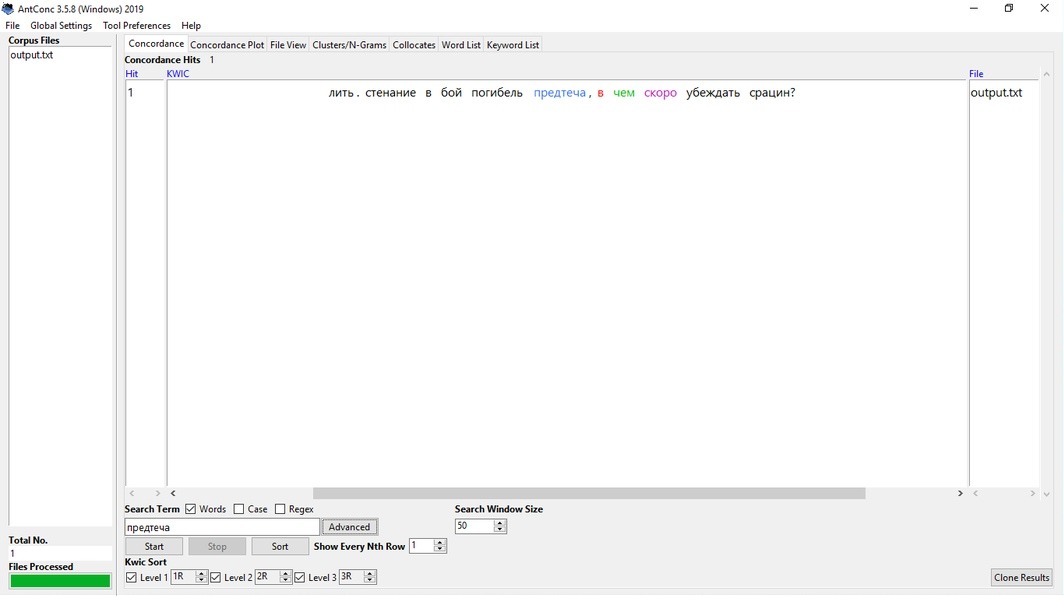 AntConc 3.5.8 (Windows) 2019
File Global Settings Tool Preferences Help
Corpus Files
output.txt
Concordance Concordance Plot File View Clusters/N-Grams Collocates Word List Keyword List
Concordance Hits 1
Hit KWIC File
1 лить . стенание в бой погибель предтеча , в чем скоро убеждать срацин? output.txt
Search Term Words Case Regex Search Window Size
предтеча Advanced 50
Total No.
1
Start Stop Sort Show Every Nth Row 1
Files Processed
Kwic Sort
Level 1 1R Level 2 2R Level 3 3R Clone Results